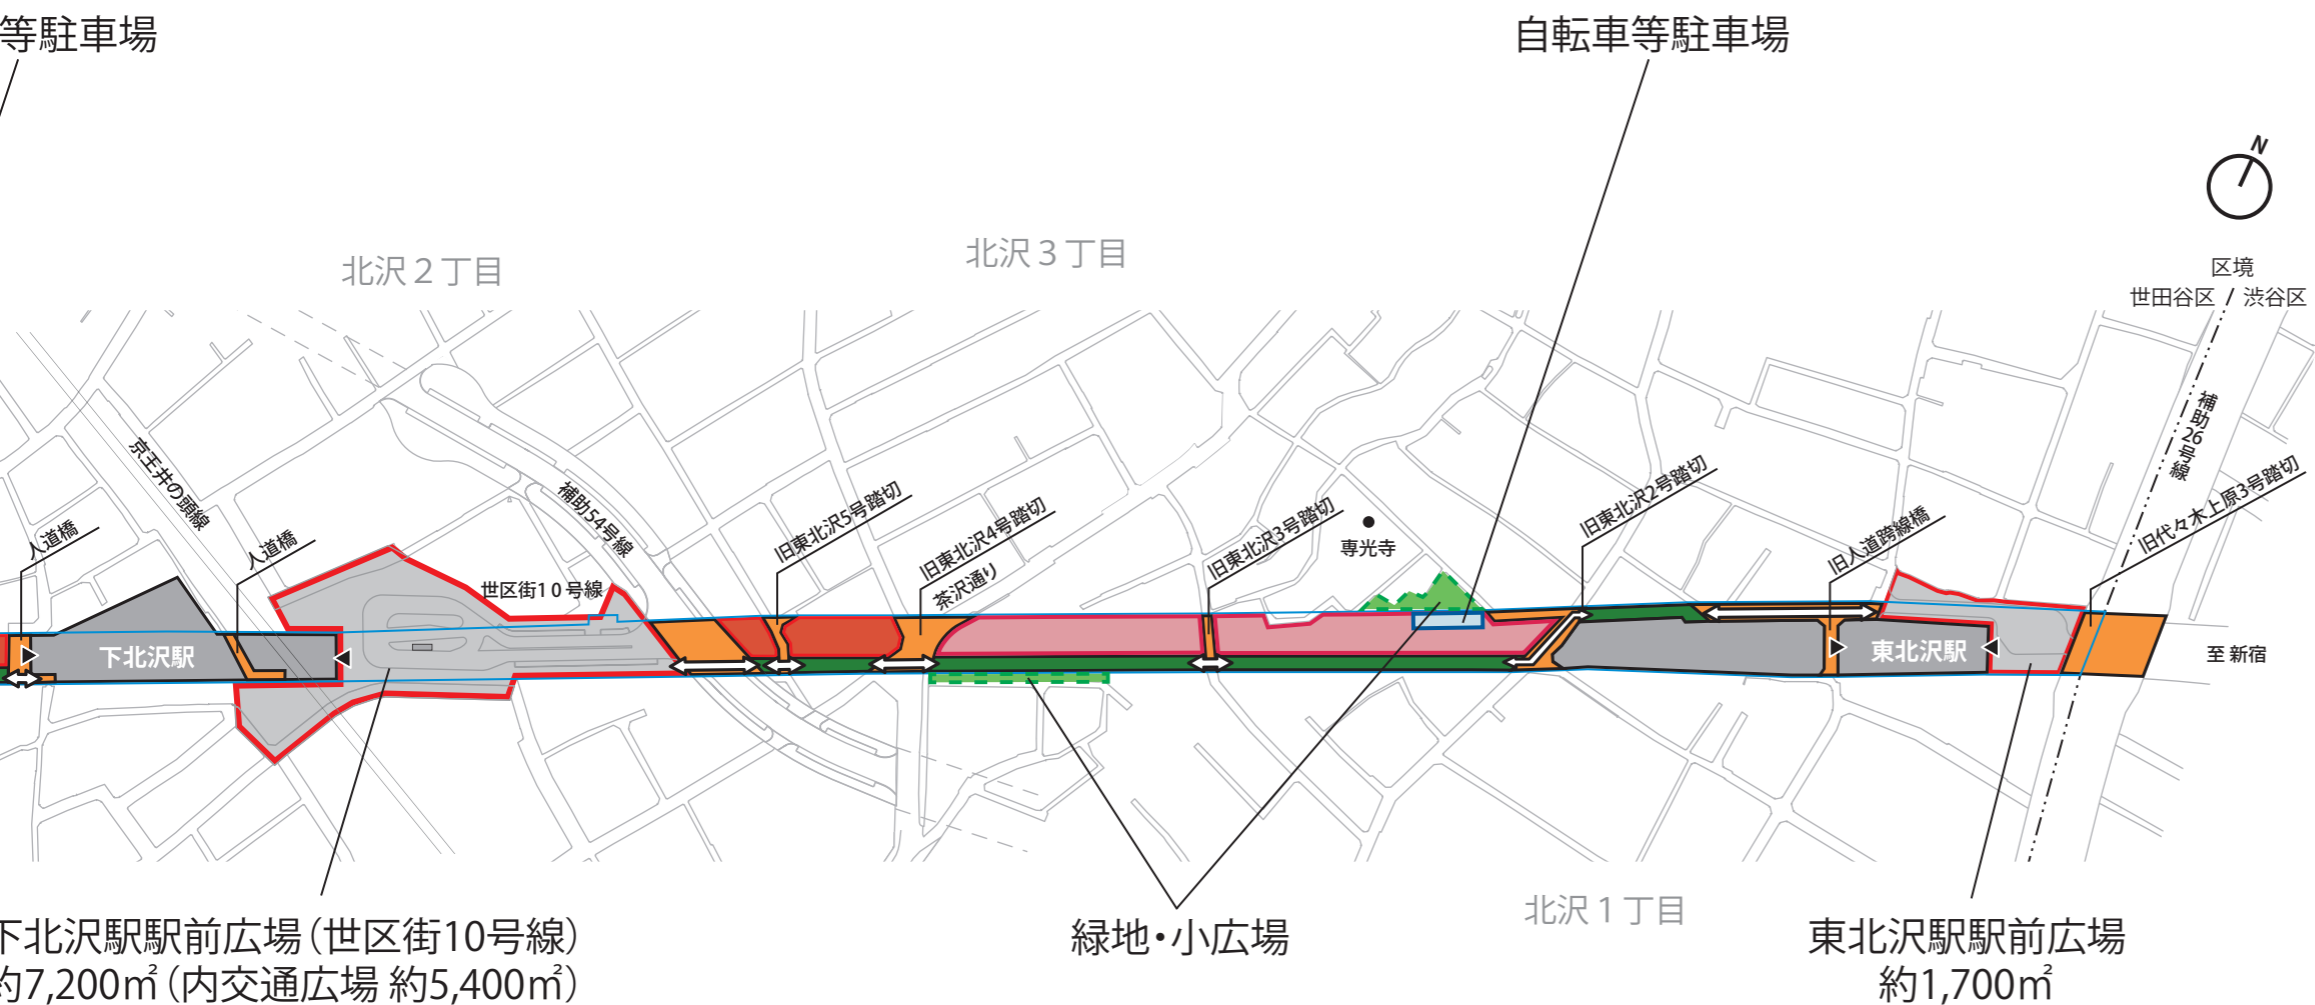 等駐車場
自転車等駐車場
N
北沢2丁目
北沢3丁目
区境
世田谷区 / 渋谷区
補助26号線
京王井の頭線
人道橋
人道橋
世区街10号線
補助54号線
旧東北沢5号踏切
旧東北沢4号踏切
茶沢通り
旧東北沢3号踏切
専光寺
旧東北沢2号踏切
旧人道跨線橋
旧代々木上原3号踏切
下北沢駅
東北沢駅
至 新宿
北沢1丁目
下北沢駅駅前広場(世区街10号線)
約7,200㎡(内交通広場 約5,400㎡)
緑地・小広場
東北沢駅駅前広場
約1,700㎡